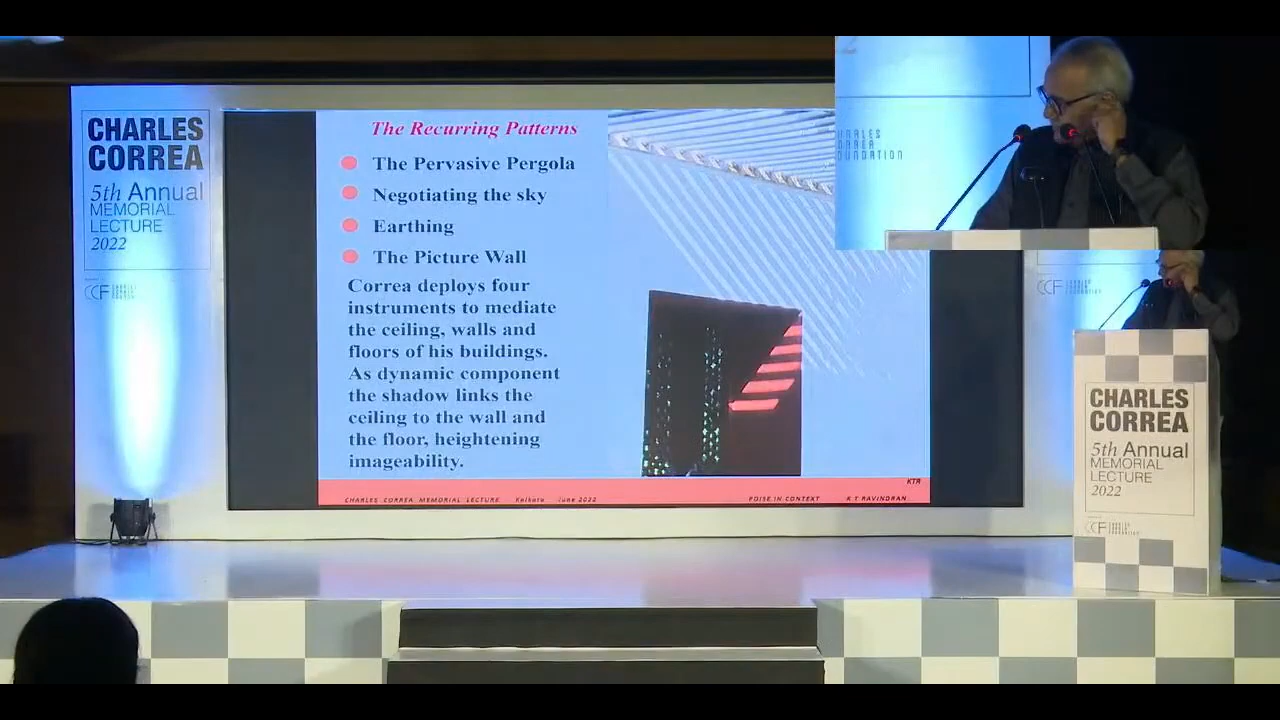 CHARLES
CORREA
5th Annual
MEMORIAL
LECTURE
2022
CCF
The Recurring Patterns
The Pervasive Pergola
Negotiating the sky
Earthing
The Picture Wall
Correa deploys four
instruments to mediate
the ceiling, walls and
floors of his buildings.
As dynamic component
the shadow links the
ceiling to the wall and
the floor, heightening
imageability.
KTR
CHARLES CORREA MEMORIAL LECTURE Kolkata June 2022
POISE IN CONTEXT K T RAVINDRAN
CCF
CHARLES
CORREA
5th Annual
MEMORIAL
LECTURE
2022
CCF